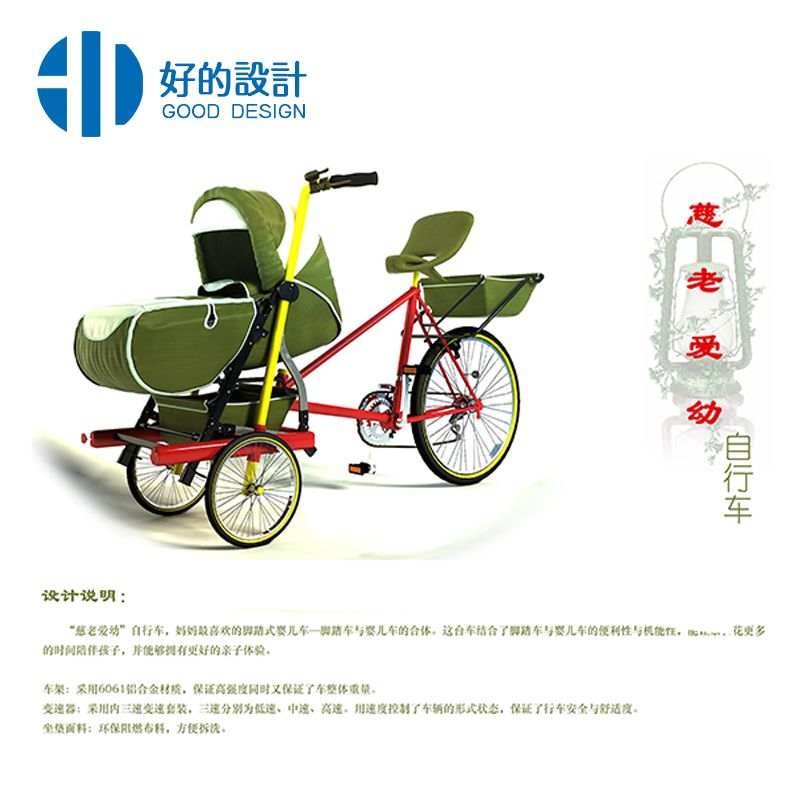 好的設計
GOOD DESIGN
慈老爱幼
自行车
设计说明：
“慈老爱幼”自行车，妈妈最喜欢的脚踏式婴儿车—脚踏车与婴儿车的合体。这台车结合了脚踏车与婴儿车的便利性与机能性，花更多
的时间陪伴孩子，并能够拥有更好的亲子体验。
车架：采用6061铝合金材质，保证高强度同时又保证了车整体重量。
变速器：采用内三速变速套装，三速分别为低速、中速、高速。用速度控制了车辆的形式状态，保证了行车安全与舒适度。
坐垫面料：环保阻燃布料，方便拆洗。